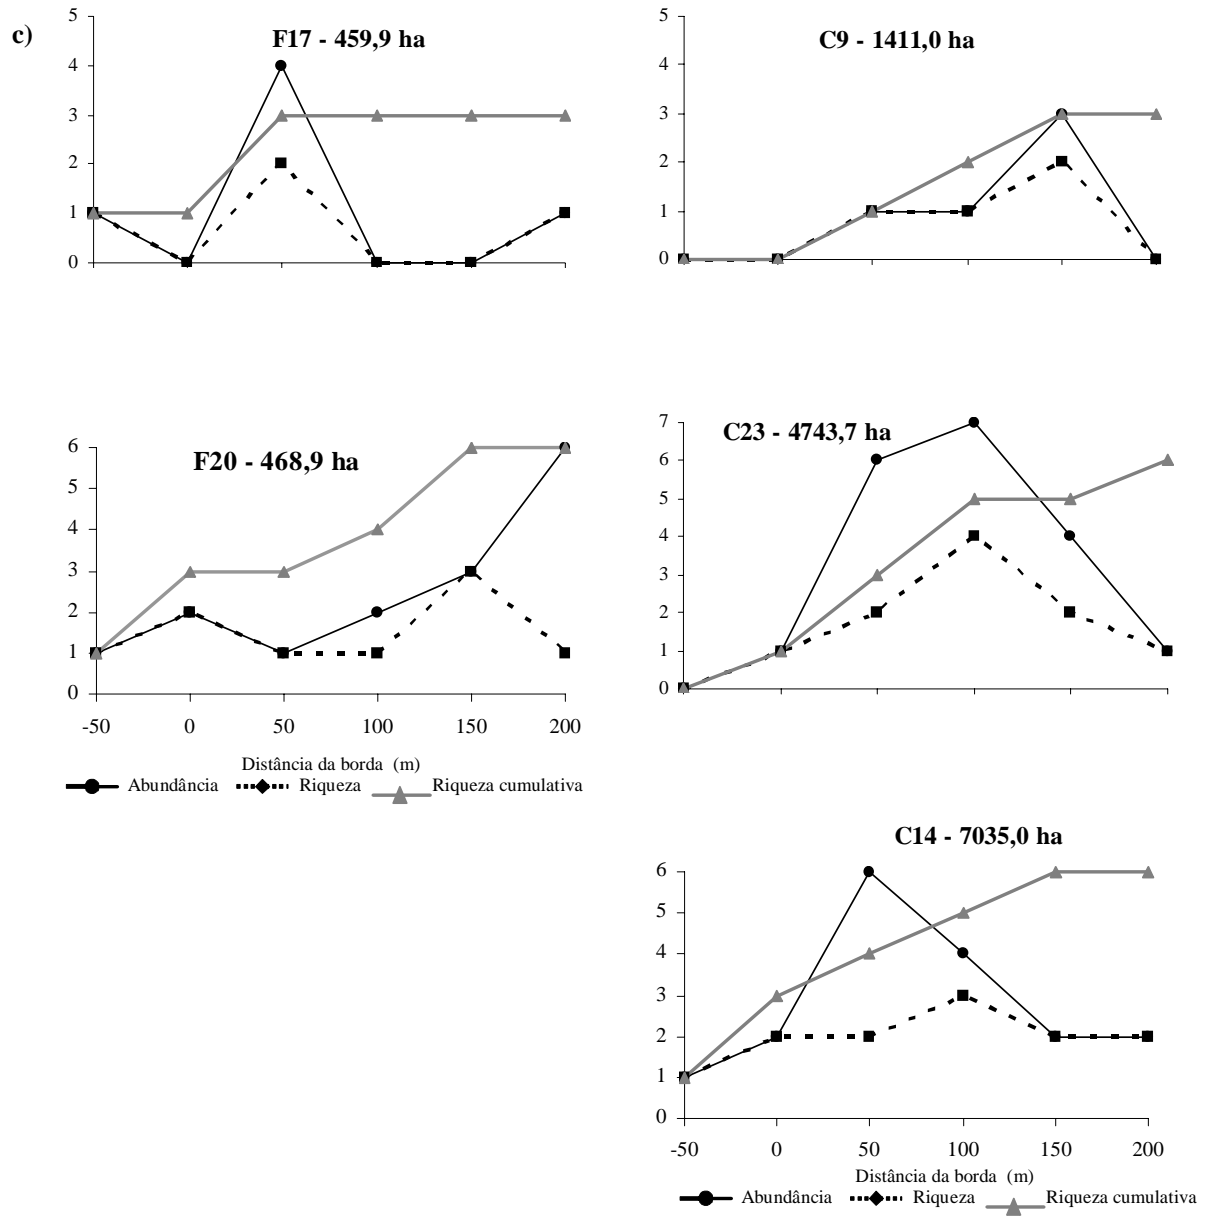 c)
F17 - 459,9 ha
5
4
3
2
1
0
C9 - 1411,0 ha
5
4
3
2
1
0
F20 - 468,9 ha
6
5
4
3
2
1
0
-50 0 50 100 150 200
Distância da borda (m)
Abundância Riqueza Riqueza cumulativa
C23 - 4743,7 ha
7
6
5
4
3
2
1
0
C14 - 7035,0 ha
6
5
4
3
2
1
0
-50 0 50 100 150 200
Distância da borda (m)
Abundância Riqueza Riqueza cumulativa